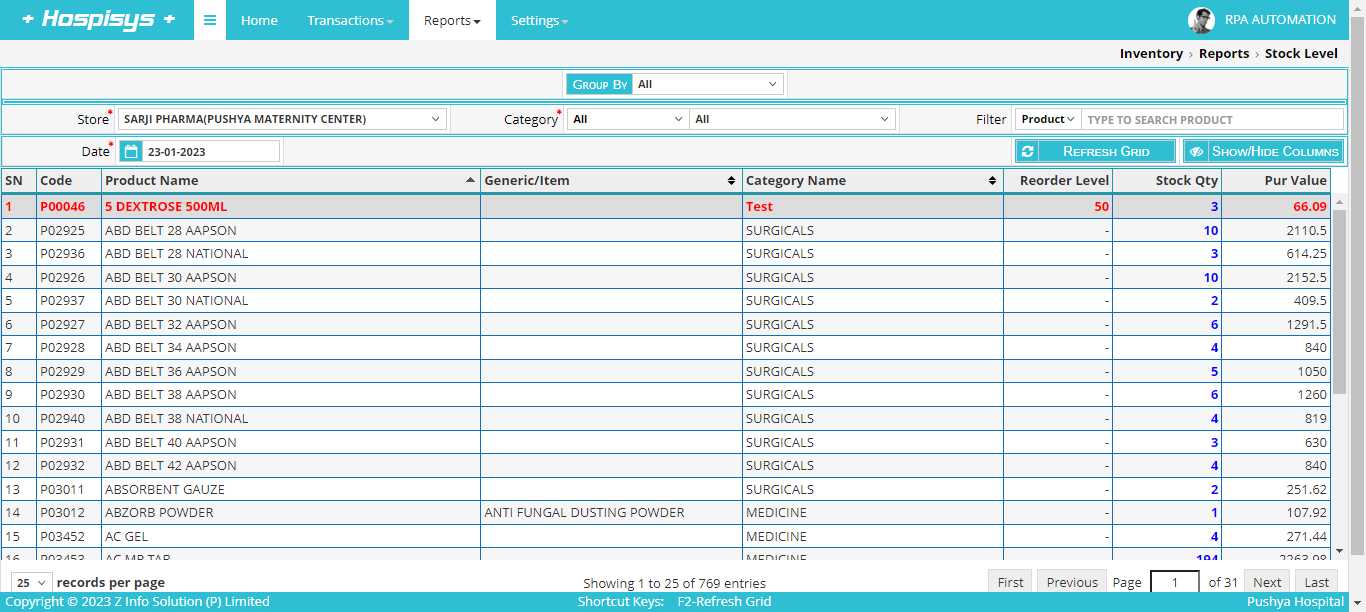 Hospisys Home Transactions Reports Settings RPA AUTOMATION
Inventory › Reports › Stock Level
Group By All
Store* SARJI PHARMA(PUSHYA MATERNITY CENTER) Category* All All Filter Product TYPE TO SEARCH PRODUCT
Date* 23-01-2023 Refresh Grid Show/Hide Columns
SN Code Product Name Generic/Item Category Name Reorder Level Stock Qty Pur Value
1 P00046 5 DEXTROSE 500ML Test 50 3 66.09
2 P02925 ABD BELT 28 AAPSON SURGICALS - 10 2110.5
3 P02936 ABD BELT 28 NATIONAL SURGICALS - 3 614.25
4 P02926 ABD BELT 30 AAPSON SURGICALS - 10 2152.5
5 P02937 ABD BELT 30 NATIONAL SURGICALS - 2 409.5
6 P02927 ABD BELT 32 AAPSON SURGICALS - 6 1291.5
7 P02928 ABD BELT 34 AAPSON SURGICALS - 4 840
8 P02929 ABD BELT 36 AAPSON SURGICALS - 5 1050
9 P02930 ABD BELT 38 AAPSON SURGICALS - 6 1260
10 P02940 ABD BELT 38 NATIONAL SURGICALS - 4 819
11 P02931 ABD BELT 40 AAPSON SURGICALS - 3 630
12 P02932 ABD BELT 42 AAPSON SURGICALS - 4 840
13 P03011 ABSORBENT GAUZE SURGICALS - 2 251.62
14 P03012 ABZORB POWDER ANTI FUNGAL DUSTING POWDER MEDICINE - 1 107.92
15 P03452 AC GEL MEDICINE - 4 271.44
16 P03453 AC MR TAB MEDICINE 194 2263.98
25 records per page Showing 1 to 25 of 769 entries First Previous Page 1 of 31 Next Last
Copyright © 2023 Z Info Solution (P) Limited Shortcut Keys: F2-Refresh Grid Pushya Hospital